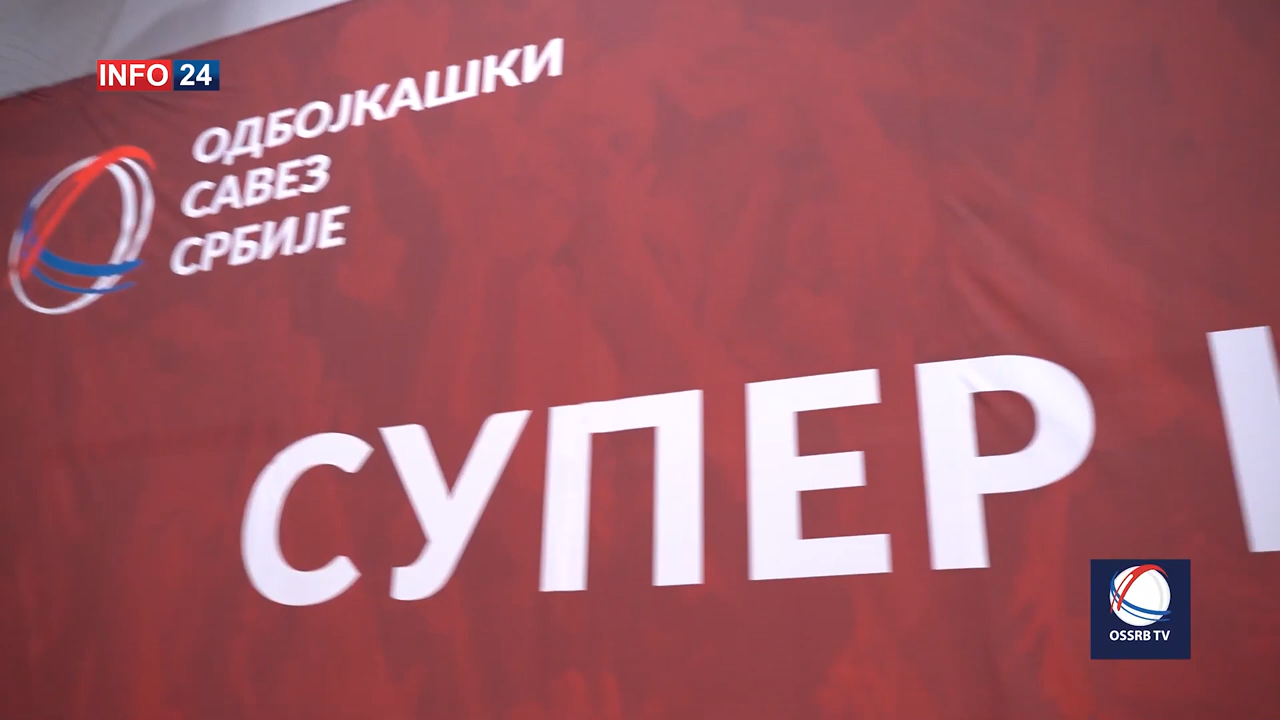 INFO 24
ОДБОЈКАШКИ
САВЕЗ
СРБИЈЕ
СУПЕР
OSSRB TV